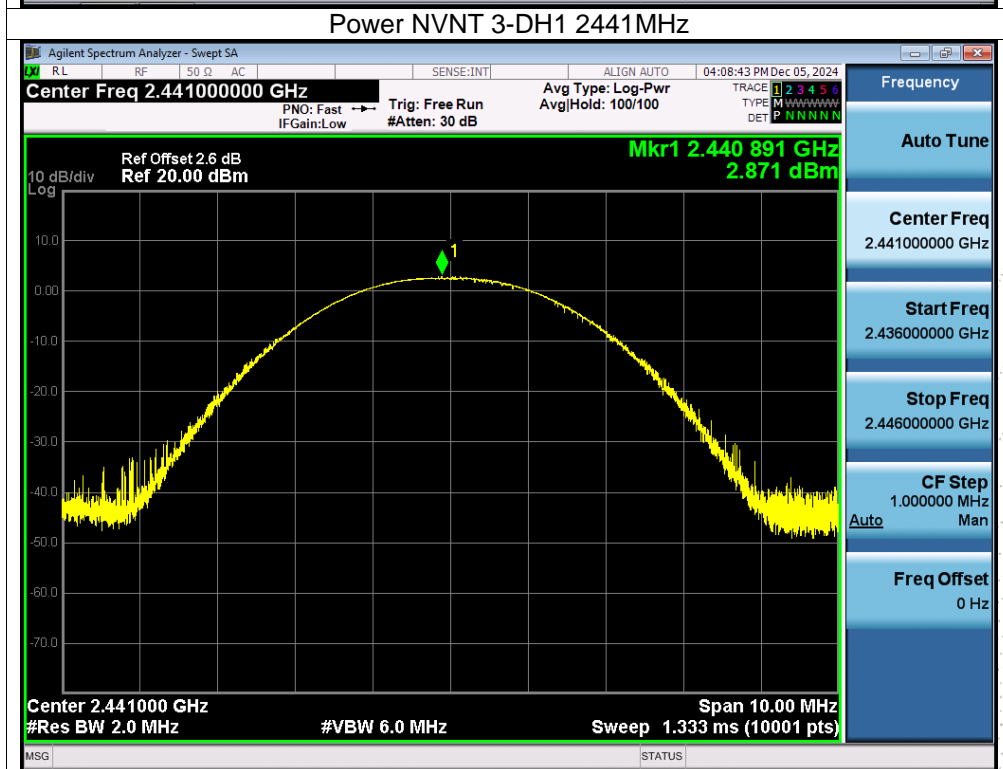 Power NVNT 3-DH1 2441MHz
Agilent Spectrum Analyzer - Swept SA
LXI RL RF 50 Ω AC SENSE:INT ALIGN AUTO 04:08:43 PM Dec 05, 2024
Center Freq 2.441000000 GHz
PNO: Fast
IFGain:Low
Trig: Free Run
#Atten: 30 dB
Avg Type: Log-Pwr
Avg|Hold: 100/100
TRACE 1 2 3 4 5 6
TYPE M WWWWW
DET P N N N N N
Frequency
Auto Tune
Center Freq
2.441000000 GHz
Start Freq
2.436000000 GHz
Stop Freq
2.446000000 GHz
CF Step
1.000000 MHz
Auto Man
Freq Offset
0 Hz
Mkr1 2.440 891 GHz
2.871 dBm
Ref Offset 2.6 dB
10 dB/div Ref 20.00 dBm
Log
1
10.0
0.00
-10.0
-20.0
-30.0
-40.0
-50.0
-60.0
-70.0
Center 2.441000 GHz Span 10.00 MHz
#Res BW 2.0 MHz #VBW 6.0 MHz Sweep 1.333 ms (10001 pts)
MSG STATUS